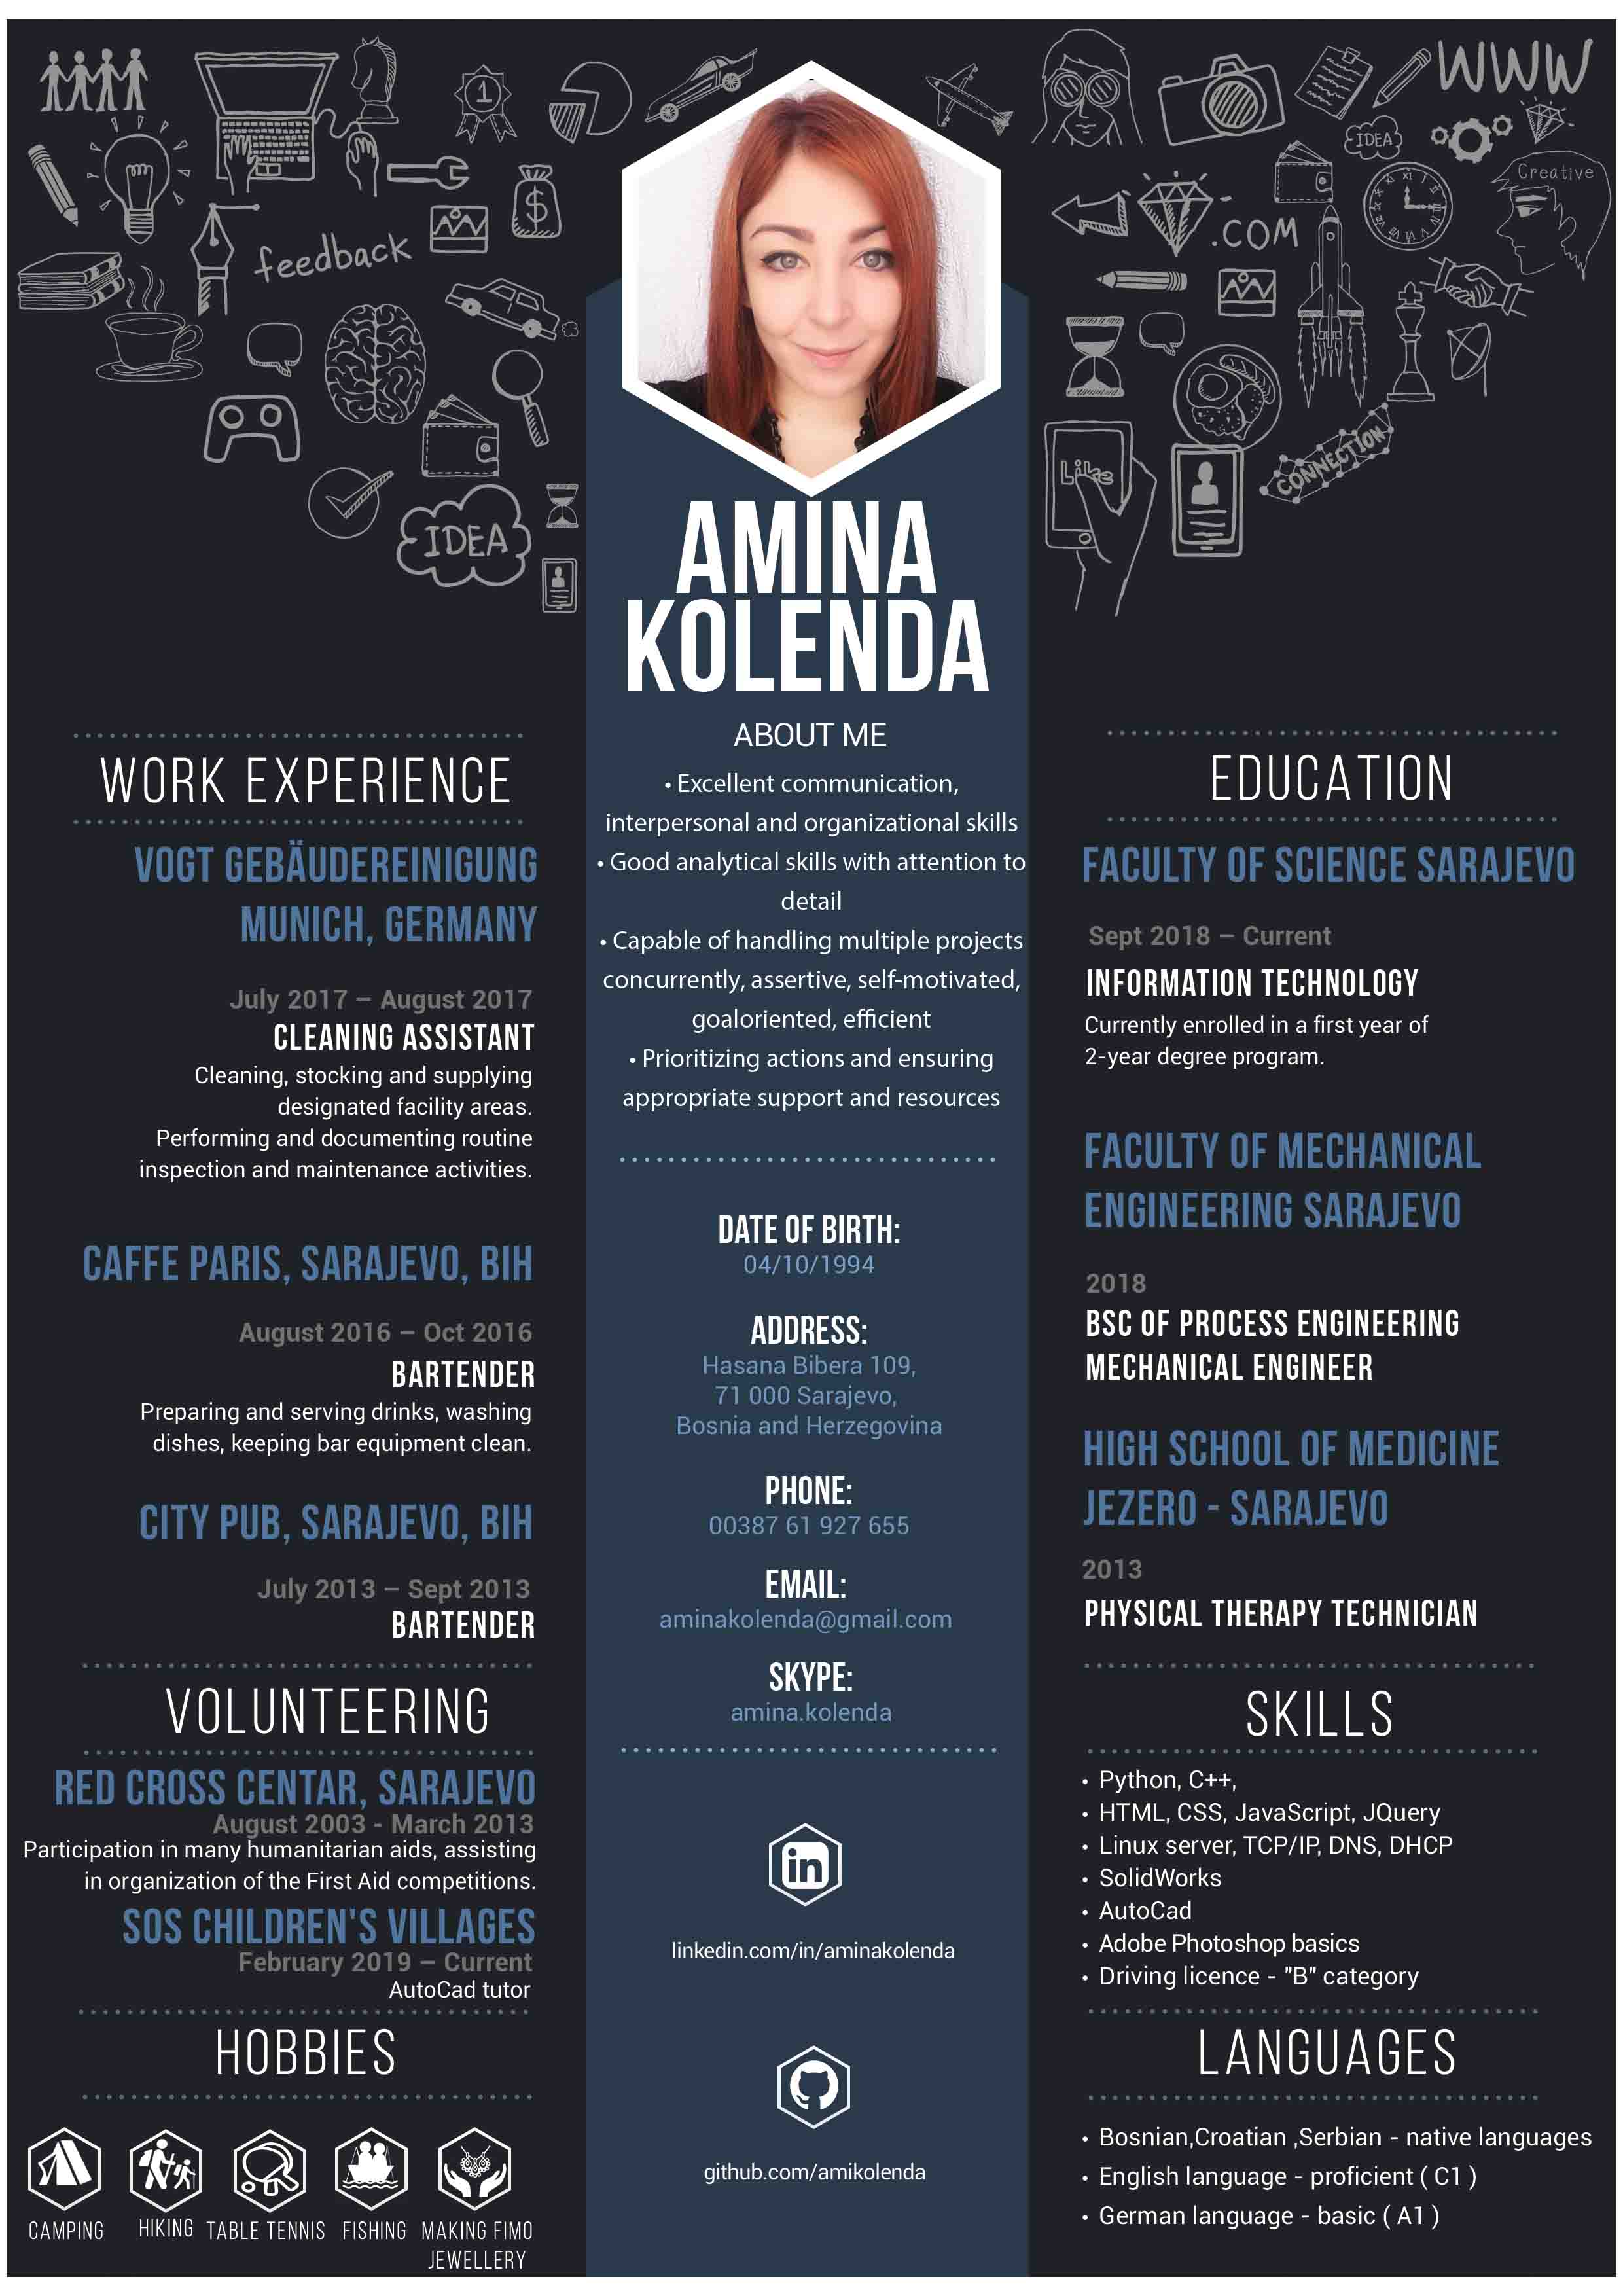 WWW
1
IDEA
Creative
feedback
$
.COM
Like
CONNECTION
IDEA
AMINA
KOLENDA
ABOUT ME
• Excellent communication,
interpersonal and organizational skills
• Good analytical skills with attention to
detail
• Capable of handling multiple projects
concurrently, assertive, self-motivated,
goaloriented, efficient
• Prioritizing actions and ensuring
appropriate support and resources
DATE OF BIRTH:
04/10/1994
ADDRESS:
Hasana Bibera 109,
71 000 Sarajevo,
Bosnia and Herzegovina
PHONE:
00387 61 927 655
EMAIL:
aminakolenda@gmail.com
SKYPE:
amina.kolenda
in
linkedin.com/in/aminakolenda
github.com/amikolenda
WORK EXPERIENCE
VOGT GEBÄUDEREINIGUNG
MUNICH, GERMANY
July 2017 – August 2017
CLEANING ASSISTANT
Cleaning, stocking and supplying
designated facility areas.
Performing and documenting routine
inspection and maintenance activities.
CAFFE PARIS, SARAJEVO, BIH
August 2016 – Oct 2016
BARTENDER
Preparing and serving drinks, washing
dishes, keeping bar equipment clean.
CITY PUB, SARAJEVO, BIH
July 2013 – Sept 2013
BARTENDER
VOLUNTEERING
RED CROSS CENTAR, SARAJEVO
August 2003 - March 2013
Participation in many humanitarian aids, assisting
in organization of the First Aid competitions.
SOS CHILDREN'S VILLAGES
February 2019 – Current
AutoCad tutor
HOBBIES
CAMPING
HIKING
TABLE TENNIS
FISHING
MAKING FIMO
JEWELLERY
EDUCATION
FACULTY OF SCIENCE SARAJEVO
Sept 2018 – Current
INFORMATION TECHNOLOGY
Currently enrolled in a first year of
2-year degree program.
FACULTY OF MECHANICAL
ENGINEERING SARAJEVO
2018
BSC OF PROCESS ENGINEERING
MECHANICAL ENGINEER
HIGH SCHOOL OF MEDICINE
JEZERO - SARAJEVO
2013
PHYSICAL THERAPY TECHNICIAN
SKILLS
• Python, C++,
• HTML, CSS, JavaScript, JQuery
• Linux server, TCP/IP, DNS, DHCP
• SolidWorks
• AutoCad
• Adobe Photoshop basics
• Driving licence - "B" category
LANGUAGES
• Bosnian,Croatian ,Serbian - native languages
• English language - proficient ( C1 )
• German language - basic ( A1 )